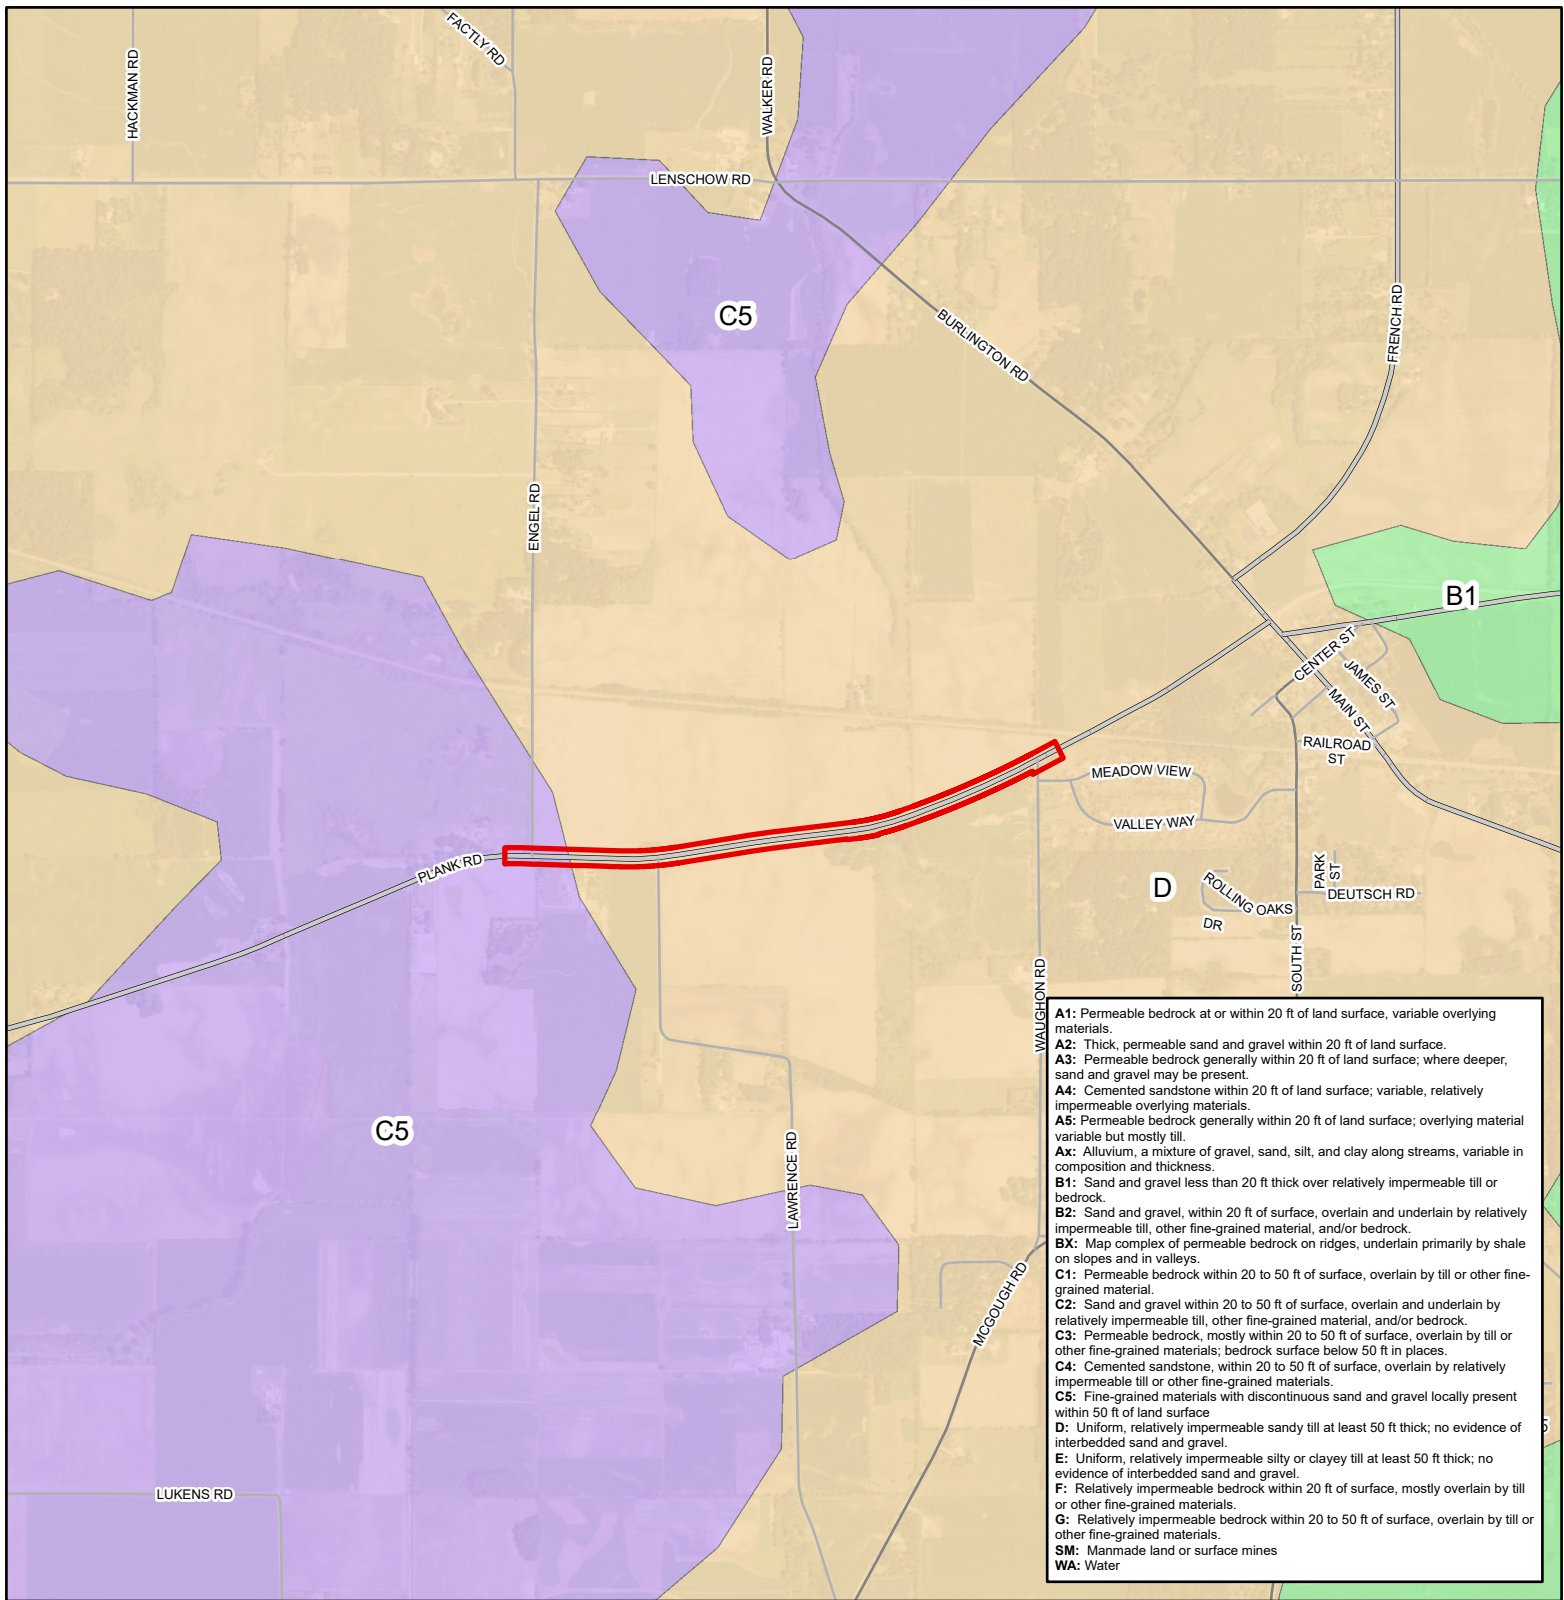 FACTLY RD
HACKMAN RD
WALKER RD
LENSCHOW RD
C5
BURLINGTON RD
FRENCH RD
ENGEL RD
B1
CENTER ST
JAMES ST
MAIN ST
RAILROAD
ST
MEADOW VIEW
VALLEY WAY
PLANK RD
D
PARK
ST
ROLLING OAKS
DR
DEUTSCH RD
SOUTH ST
WAUGHON RD
C5
LAWRENCE RD
MCGOUGH RD
LUKENS RD
A1: Permeable bedrock at or within 20 ft of land surface, variable overlying
materials.
A2: Thick, permeable sand and gravel within 20 ft of land surface.
A3: Permeable bedrock generally within 20 ft of land surface; where deeper,
sand and gravel may be present.
A4: Cemented sandstone within 20 ft of land surface; variable, relatively
impermeable overlying materials.
A5: Permeable bedrock generally within 20 ft of land surface; overlying material
variable but mostly till.
Ax: Alluvium, a mixture of gravel, sand, silt, and clay along streams, variable in
composition and thickness.
B1: Sand and gravel less than 20 ft thick over relatively impermeable till or
bedrock.
B2: Sand and gravel, within 20 ft of surface, overlain and underlain by relatively
impermeable till, other fine-grained material, and/or bedrock.
BX: Map complex of permeable bedrock on ridges, underlain primarily by shale
on slopes and in valleys.
C1: Permeable bedrock within 20 to 50 ft of surface, overlain by till or other fine-
grained material.
C2: Sand and gravel within 20 to 50 ft of surface, overlain and underlain by
relatively impermeable till, other fine-grained material, and/or bedrock.
C3: Permeable bedrock, mostly within 20 to 50 ft of surface, overlain by till or
other fine-grained materials; bedrock surface below 50 ft in places.
C4: Cemented sandstone, within 20 to 50 ft of surface, overlain by relatively
impermeable till or other fine-grained materials.
C5: Fine-grained materials with discontinuous sand and gravel locally present
within 50 ft of land surface
D: Uniform, relatively impermeable sandy till at least 50 ft thick; no evidence of
interbedded sand and gravel.
E: Uniform, relatively impermeable silty or clayey till at least 50 ft thick; no
evidence of interbedded sand and gravel.
F: Relatively impermeable bedrock within 20 ft of surface, mostly overlain by till
or other fine-grained materials.
G: Relatively impermeable bedrock within 20 to 50 ft of surface, overlain by till or
other fine-grained materials.
SM: Manmade land or surface mines
WA: Water